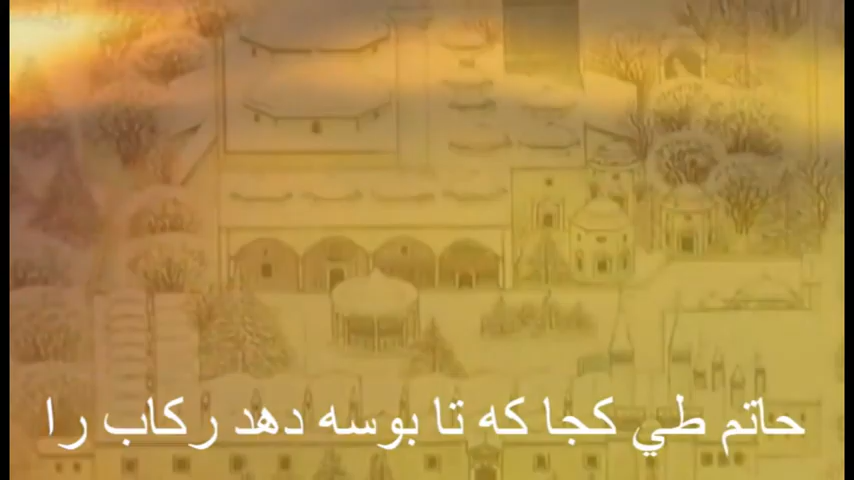 حاتم طي كجا كه تا بوسه دهد ركاب را